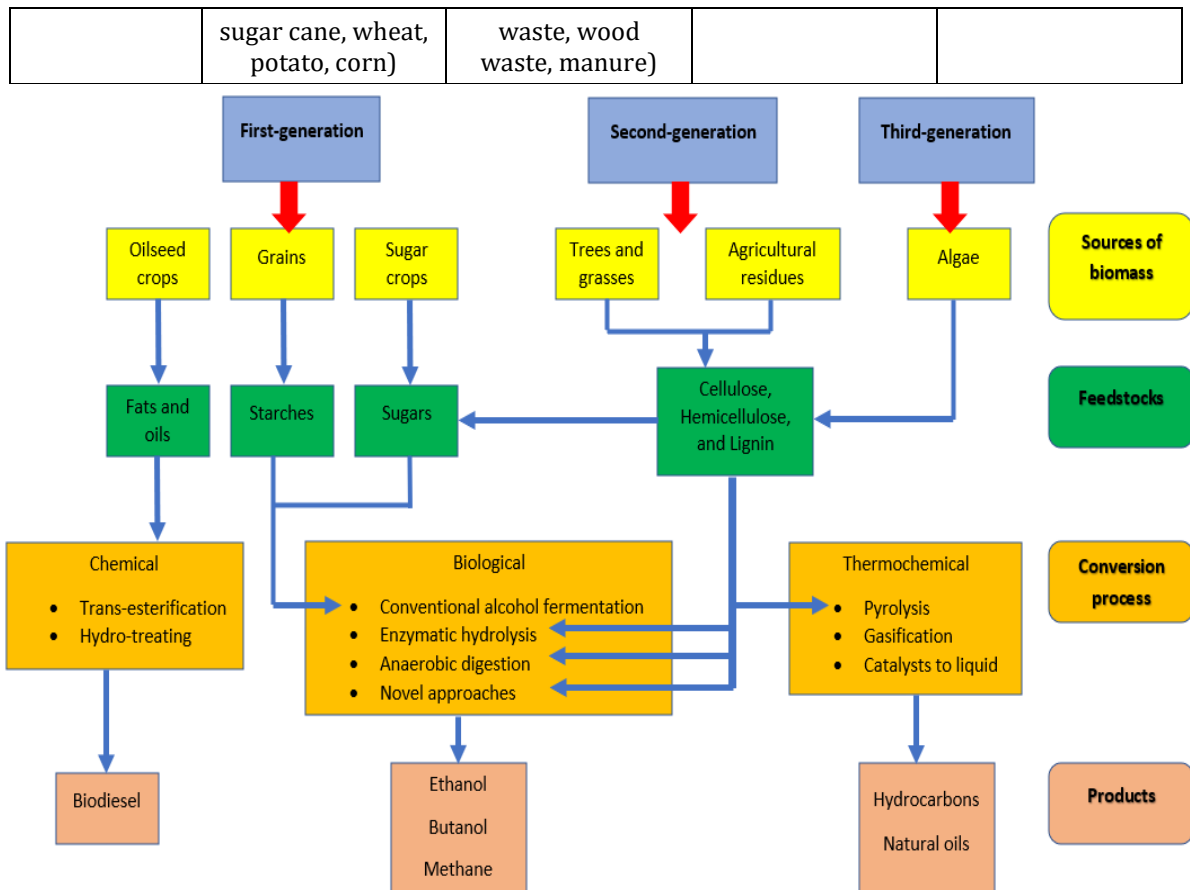 sugar cane, wheat,
potato, corn)
waste, wood
waste, manure)
First-generation
Second-generation
Third-generation
Oilseed
crops
Grains
Sugar
crops
Trees and
grasses
Agricultural
residues
Algae
Sources of
biomass
Fats and
oils
Starches
Sugars
Cellulose,
Hemicellulose,
and Lignin
Feedstocks
Chemical
• Trans-esterification
• Hydro-treating
Biological
• Conventional alcohol fermentation
• Enzymatic hydrolysis
• Anaerobic digestion
• Novel approaches
Thermochemical
• Pyrolysis
• Gasification
• Catalysts to liquid
Conversion
process
Biodiesel
Ethanol
Butanol
Methane
Hydrocarbons
Natural oils
Products